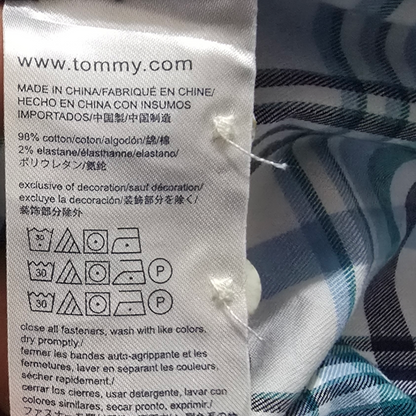 www.tommy.com
MADE IN CHINA/FABRIQUÉ EN CHINE/
HECHO EN CHINA CON INSUMOS
IMPORTADOS/中国製/中国制造
98% cotton/coton/algodón/綿/棉
2% elastane/élasthanne/elastano/
ポリウレタン/氨纶
exclusive of decoration/sauf décoration/
excluye la decoración/装飾部分を除く/
装饰部分除外
30
30 P
30 P
close all fasteners, wash with like colors,
dry promptly./
fermer les bandes auto-agrippante et les
fermetures, laver en separant les couleurs,
sécher rapidement./
cerrar los cierres, usar detergente, lavar con
colores similares, secar pronto, exprimir./